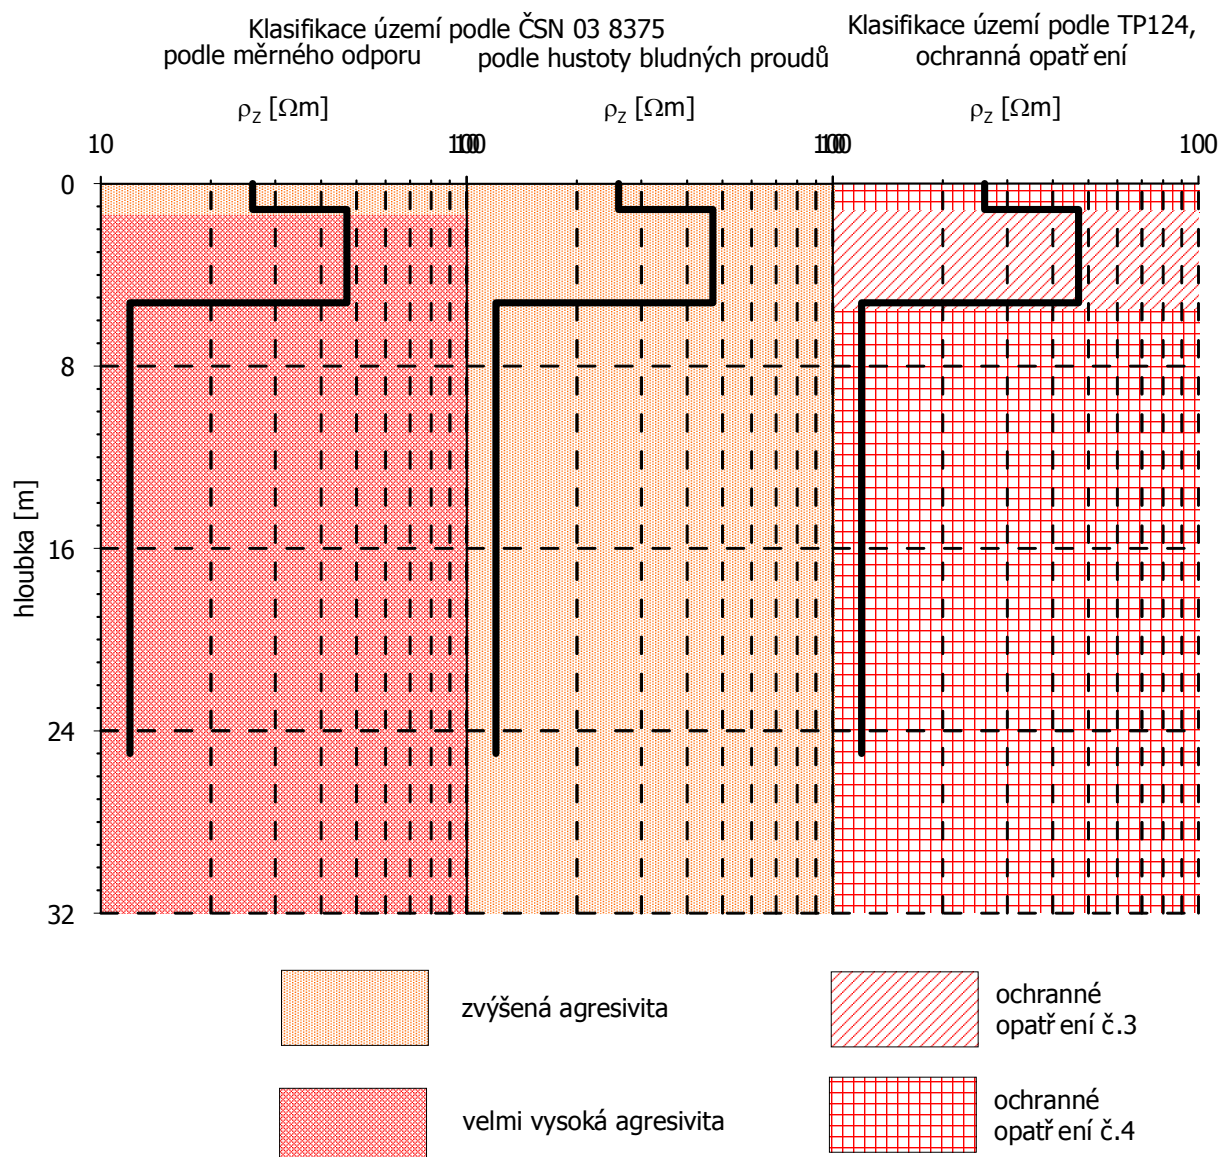 Klasifikace území podle ČSN 03 8375
podle měrného odporu
podle hustoty bludných proudů
Klasifikace území podle TP124,
ochranná opatření
ρz [Ωm]
ρz [Ωm]
ρz [Ωm]
10
100
10
100
10
100
0
8
16
24
32
hloubka [m]
zvýšená agresivita
velmi vysoká agresivita
ochranné
opatření č.3
ochranné
opatření č.4